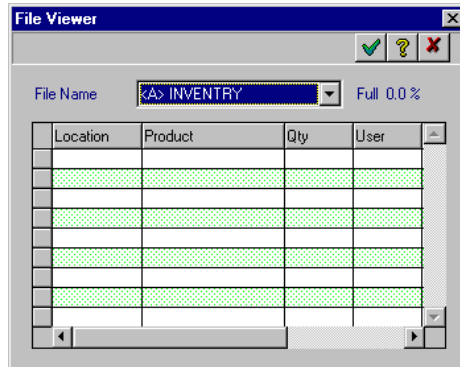 File Viewer
File Name <A> INVENTRY Full 0.0 %
Location Product Qty User